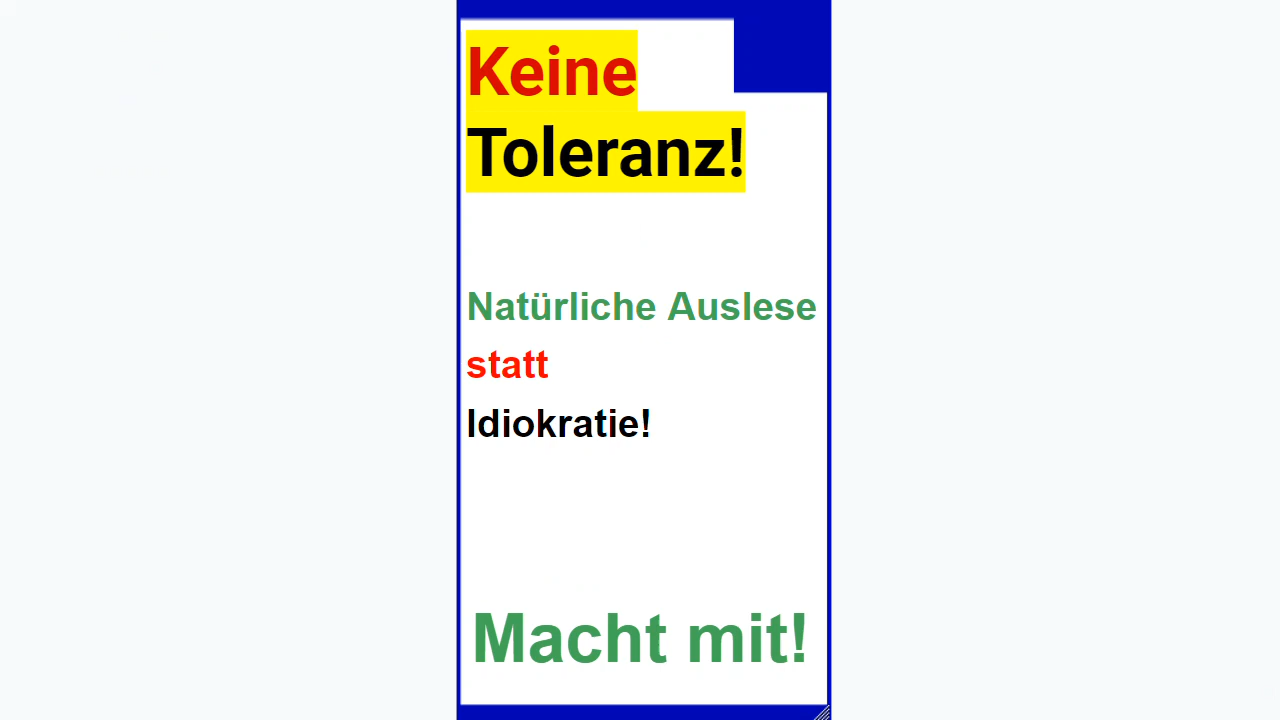 Keine
Toleranz!
Natürliche Auslese
statt
Idiokratie!
Macht mit!